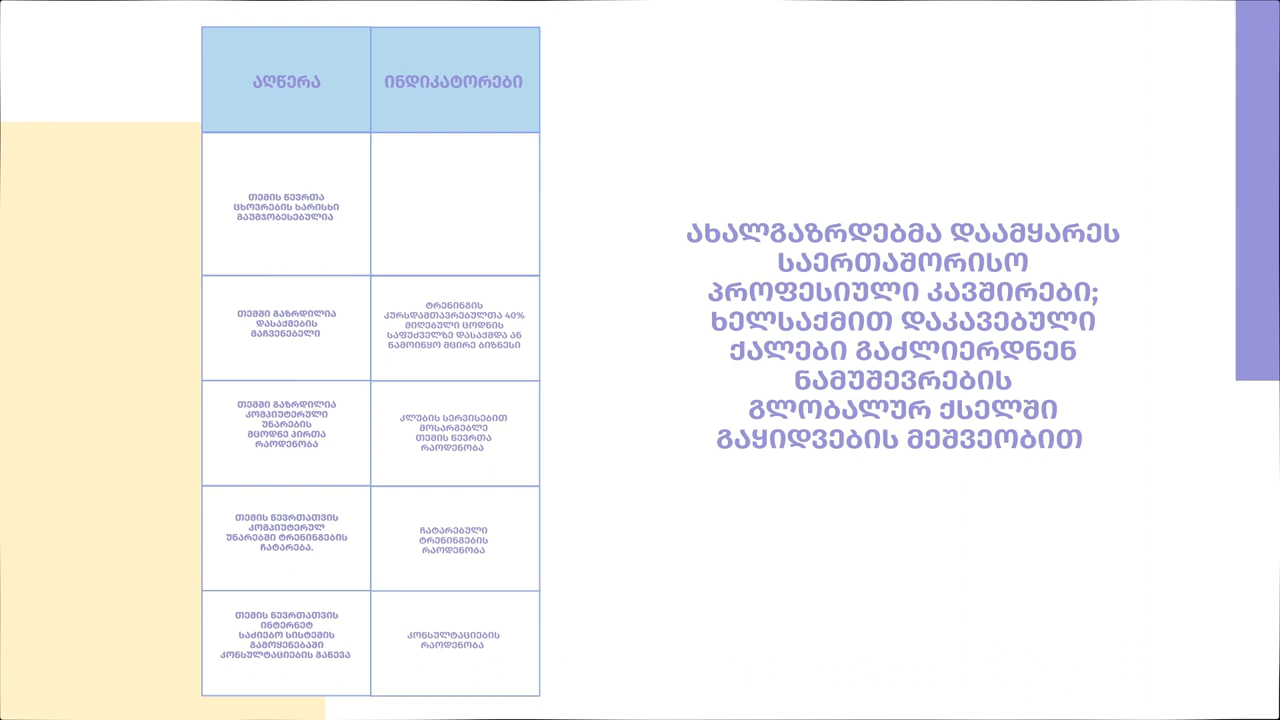 აღწერა
ინდიკატორები
თემის წევრთა
ცხოვრების ხარისხი
გაუმჯობესებულია
თემში გაზრდილია
დასაქმების
მაჩვენებელი
ტრენინგის
კურსდამთავრებულთა 40%
მიღებული ცოდნის
საფუძველზე დასაქმდა ან
წამოიწყო მცირე ბიზნესი
თემში გაზრდილია
კომპიუტერული
უნარების
მცოდნე პირთა
რაოდენობა
კლუბის სერვისებით
მოსარგებლე
თემის წევრთა
რაოდენობა
თემის წევრთათვის
კომპიუტერულ
უნარებში ტრენინგების
ჩატარება.
ჩატარებული
ტრენინგების
რაოდენობა
თემის წევრთათვის
ინტერნეტ
საძიებო სისტემის
გამოყენებაში
კონსულტაციების გაწევა
კონსულტაციების
რაოდენობა
ახალგაზრდებმა დაამყარეს
საერთაშორისო
პროფესიული კავშირები;
ხელსაქმით დაკავებული
ქალები გაძლიერდნენ
ნამუშევრების
გლობალურ ქსელში
გაყიდვების მეშვეობით